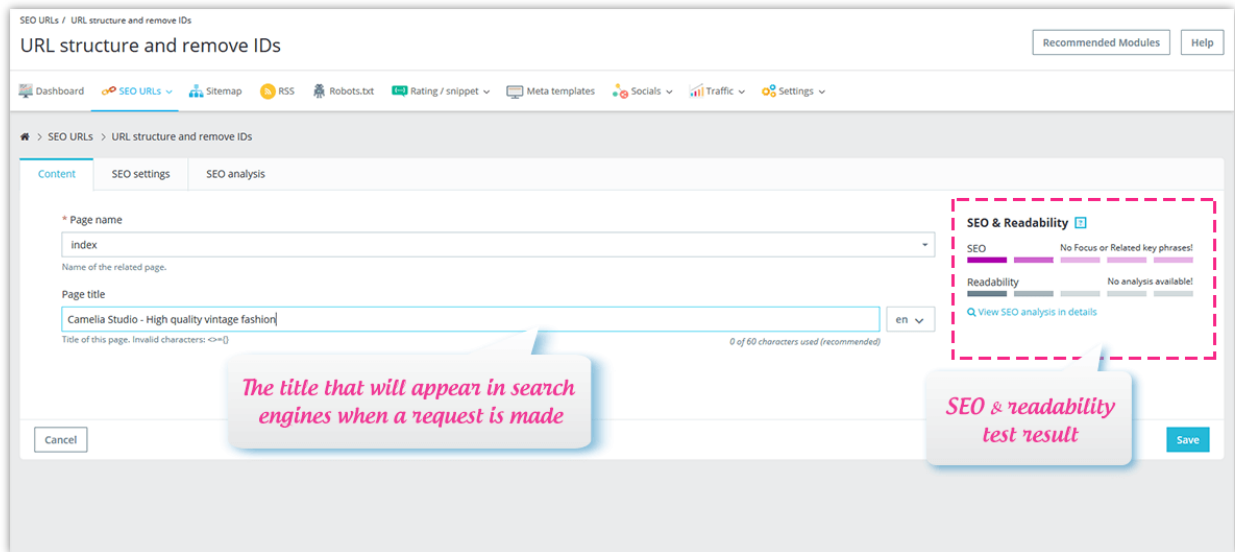 SEO URLs / URL structure and remove IDs
URL structure and remove IDs
Recommended Modules
Help
Dashboard
SEO URLs
Sitemap
RSS
Robots.txt
Rating / snippet
Meta templates
Socials
Traffic
Settings
> SEO URLs > URL structure and remove IDs
Content
SEO settings
SEO analysis
* Page name
index
Name of the related page.
Page title
Camelia Studio - High quality vintage fashion
en
Title of this page. Invalid characters: <>={}
0 of 60 characters used (recommended)
SEO & Readability ?
SEO
No Focus or Related key phrases!
Readability
No analysis available!
View SEO analysis in details
The title that will appear in search
engines when a request is made
SEO & readability
test result
Cancel
Save